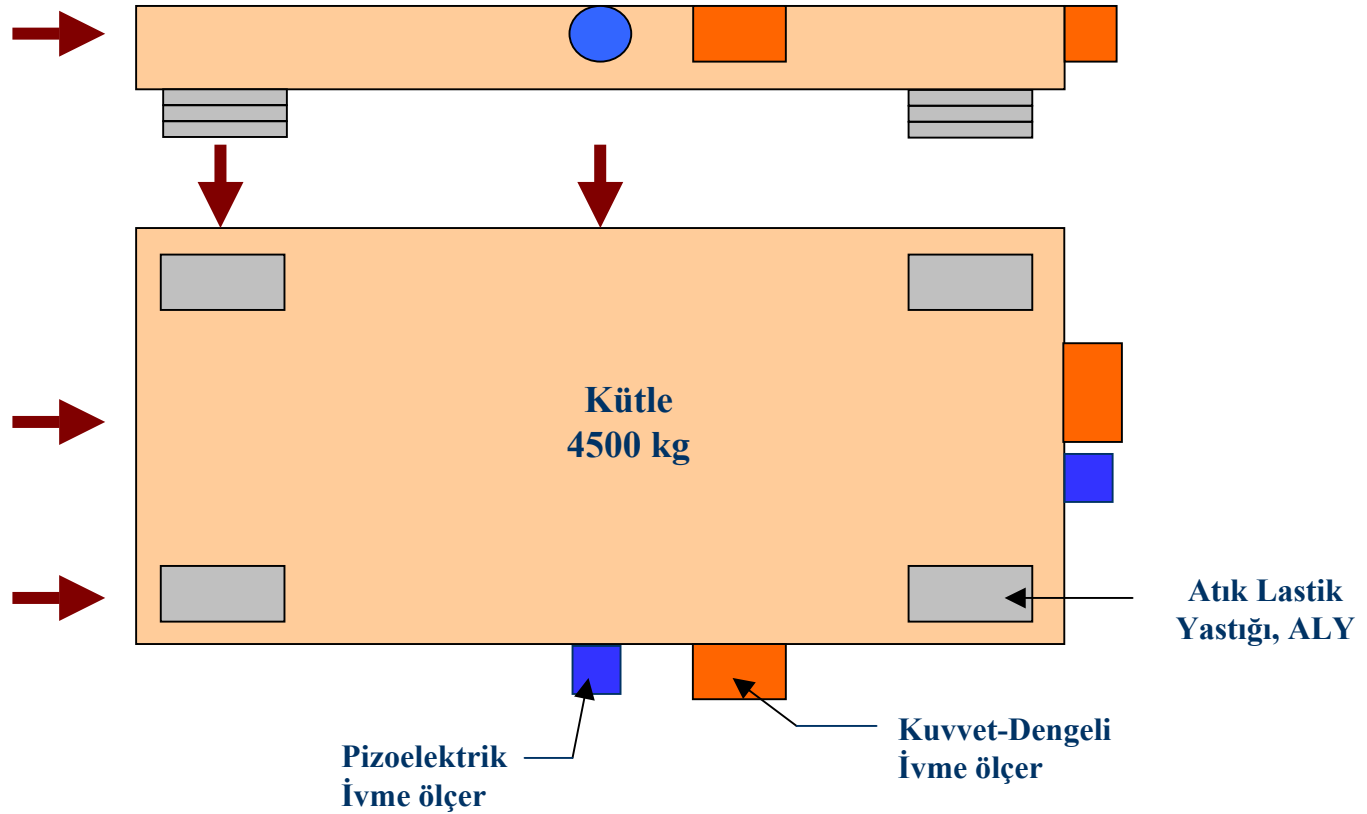 Kütle
4500 kg
Atık Lastik
Yastığı, ALY
Kuvvet-Dengeli
İvme ölçer
Pizoelektrik
İvme ölçer